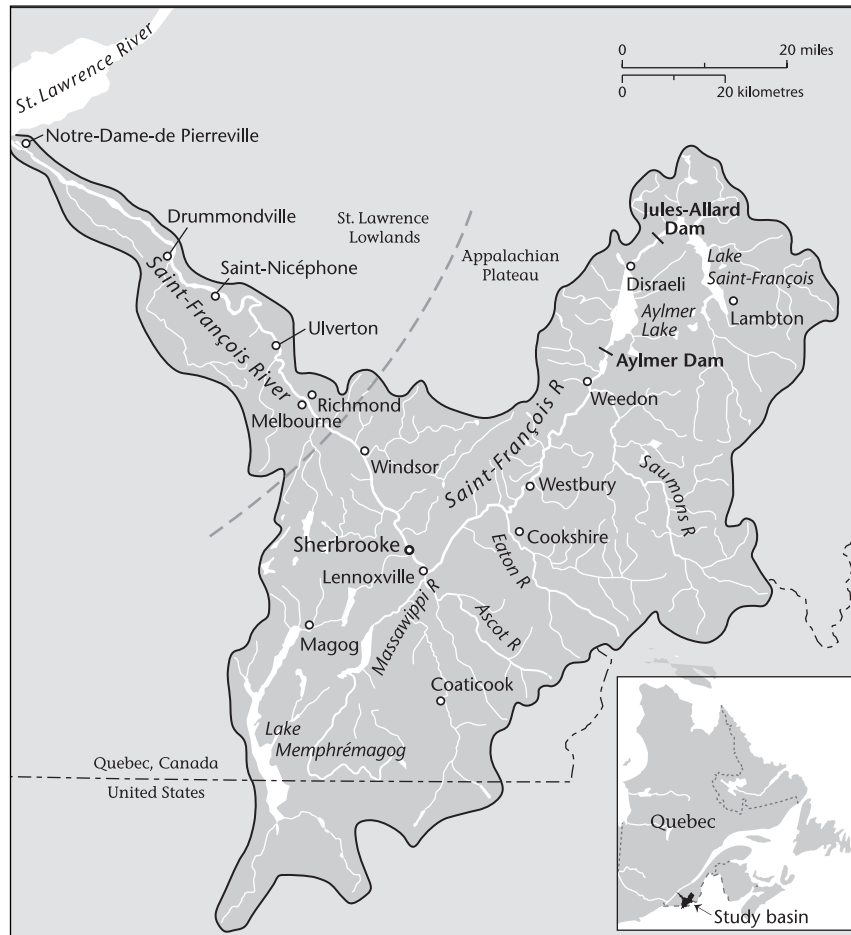 St. Lawrence River
0 20 miles
0 20 kilometres
Notre-Dame-de Pierreville
Drummondville
St. Lawrence
Lowlands
Appalachian
Plateau
Jules-Allard
Dam
Lake
Saint-François
Saint-Nicéphone
Disraeli
Aylmer
Lake
Lambton
Saint-François River
Ulverton
Aylmer Dam
Weedon
Richmond
Melbourne
Saint-François R
Windsor
Westbury
Saumons R
Cookshire
Sherbrooke
Eaton R
Lennoxville
Massawippi R
Ascot R
Magog
Coaticook
Lake
Memphrémagog
Quebec, Canada
United States
Quebec
Study basin